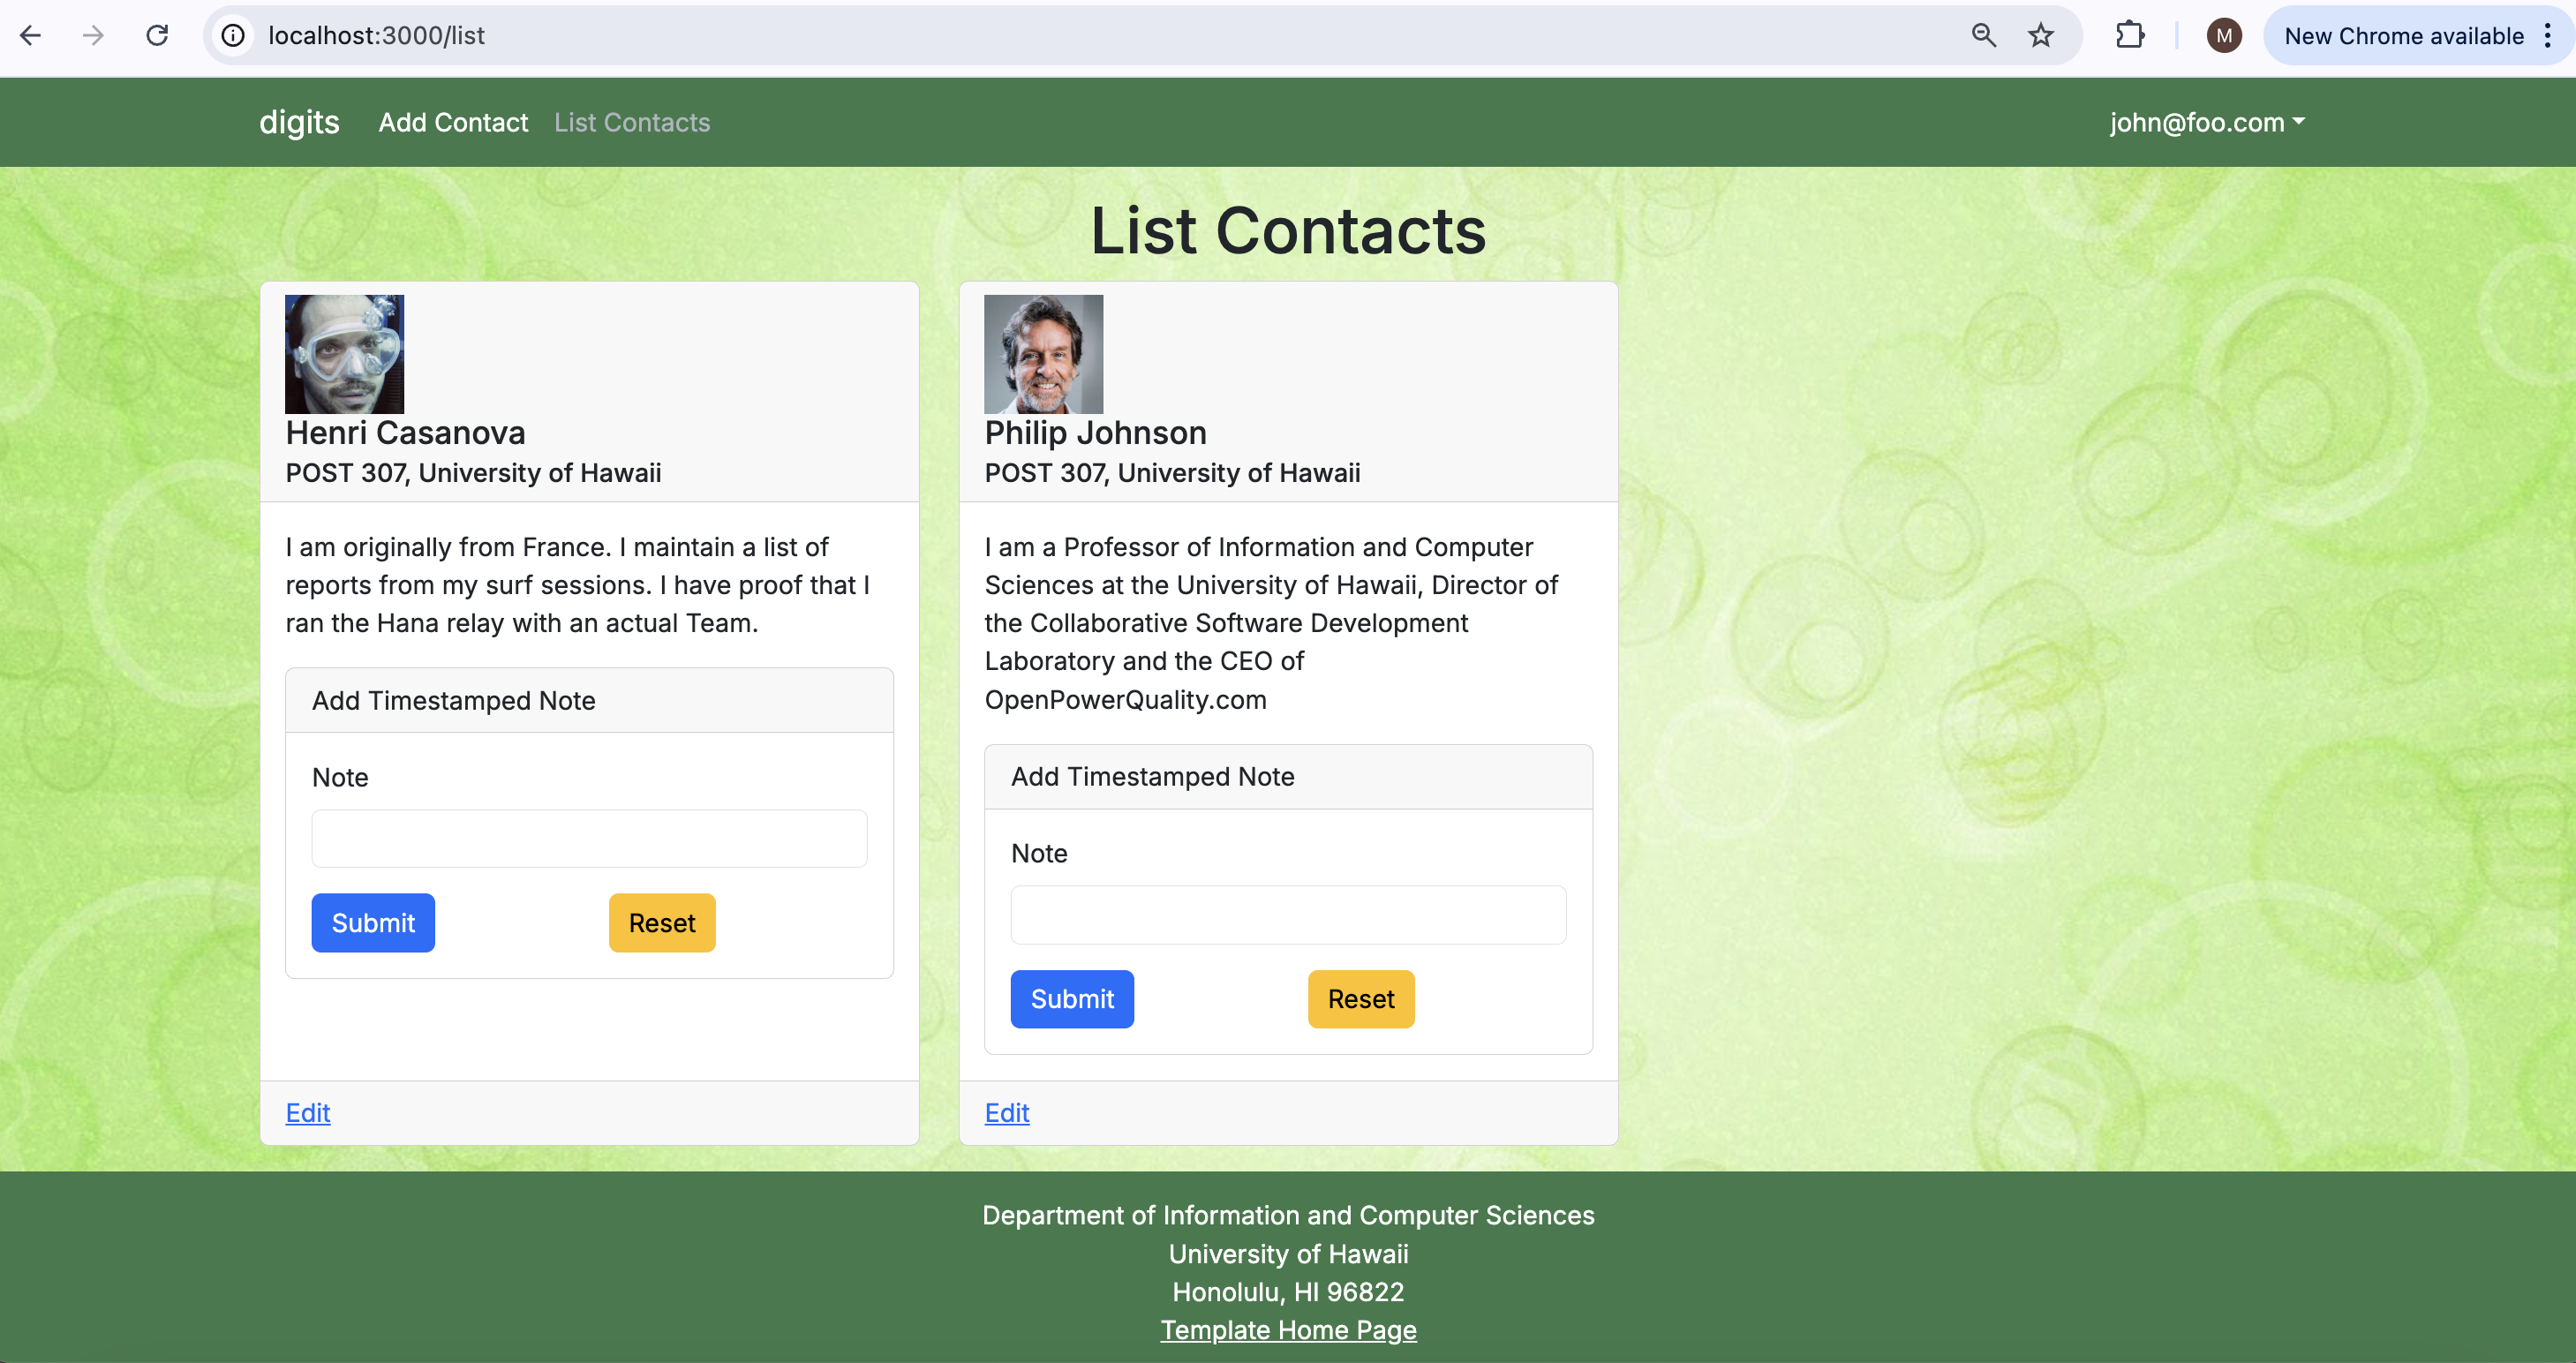 localhost:3000/list
M
New Chrome available
digits
Add Contact
List Contacts
john@foo.com
List Contacts
Henri Casanova
POST 307, University of Hawaii
I am originally from France. I maintain a list of
reports from my surf sessions. I have proof that I
ran the Hana relay with an actual Team.
Add Timestamped Note
Note
Submit
Reset
Edit
Philip Johnson
POST 307, University of Hawaii
I am a Professor of Information and Computer
Sciences at the University of Hawaii, Director of
the Collaborative Software Development
Laboratory and the CEO of
OpenPowerQuality.com
Add Timestamped Note
Note
Submit
Reset
Edit
Department of Information and Computer Sciences
University of Hawaii
Honolulu, HI 96822
Template Home Page